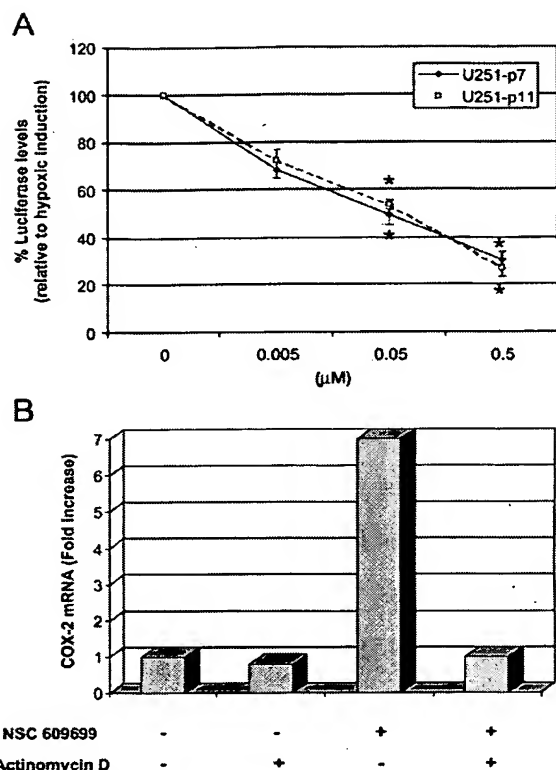 A
% Luciferase levels
(relative to hypoxic induction)
120
100
80
60
40
20
0
U251-p7
U251-p11
*
*
*
*
0 0.005 0.05 0.5
(μM)
B
COX-2 mRNA (Fold increase)
7
6
5
4
3
2
1
0
NSC 609699 - - + +
Actinomycin D - + - +